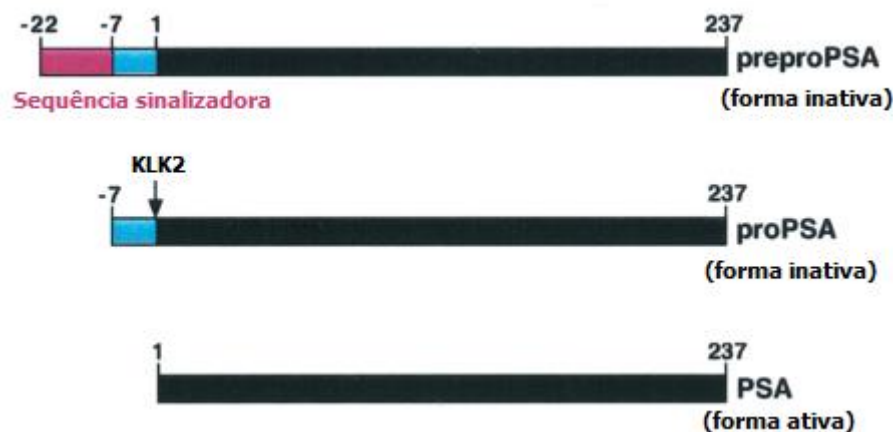 -22 -7 1 237
preproPSA
Sequência sinalizadora
(forma inativa)
KLK2
-7 237
proPSA
(forma inativa)
1 237
PSA
(forma ativa)